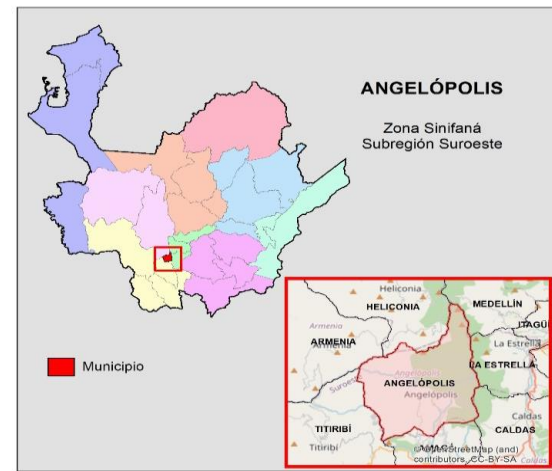 ANGELÓPOLIS
Zona Sinifaná
Subregión Suroeste
Municipio
Heliconia
HELICONIA
MEDELLÍN
ITAGÜÍ
ARMENIA
Armenia
La Estrella
LA ESTRELLA
Angelópolis
ANGELÓPOLIS
Angelópolis
Caldas
CALDAS
TITIRIBÍ
Titiribí
OpenStreetMap (and)
contributors, CC-BY-SA